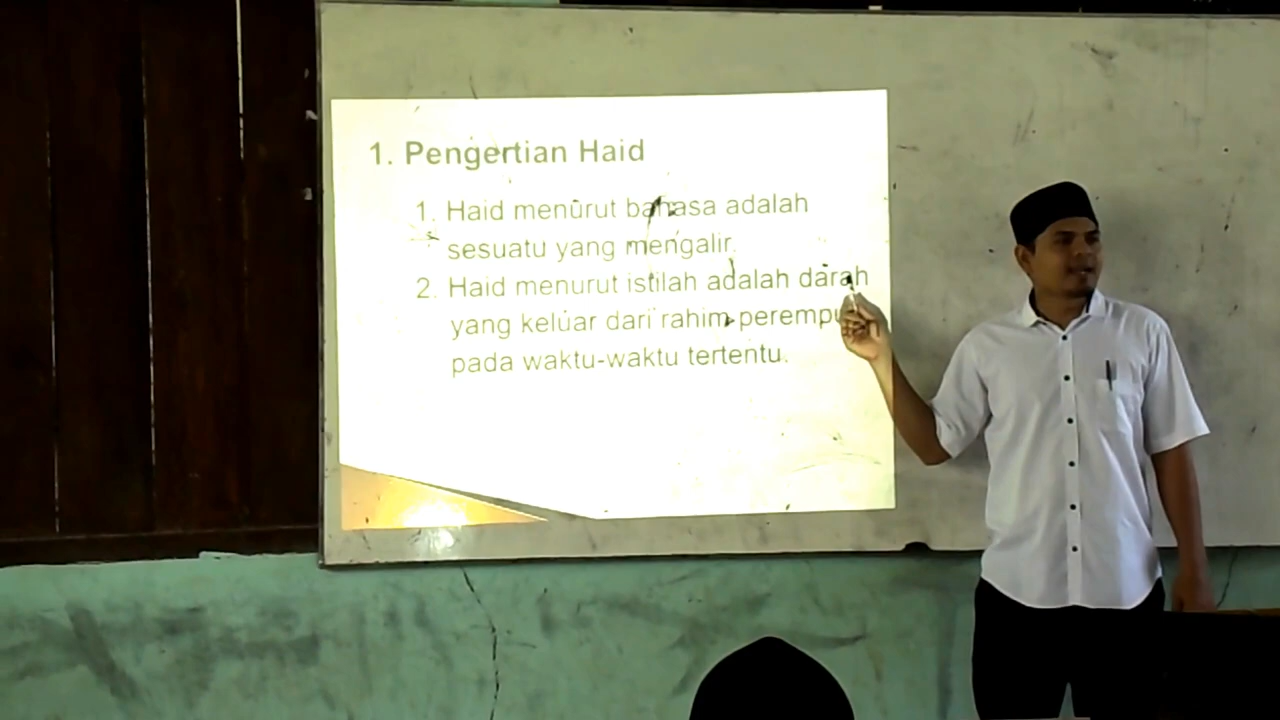 1. Pengertian Haid
1. Haid menurut bahasa adalah
sesuatu yang mengalir.
2. Haid menurut istilah adalah darah
yang keluar dari rahim perempu
pada waktu-waktu tertentu.